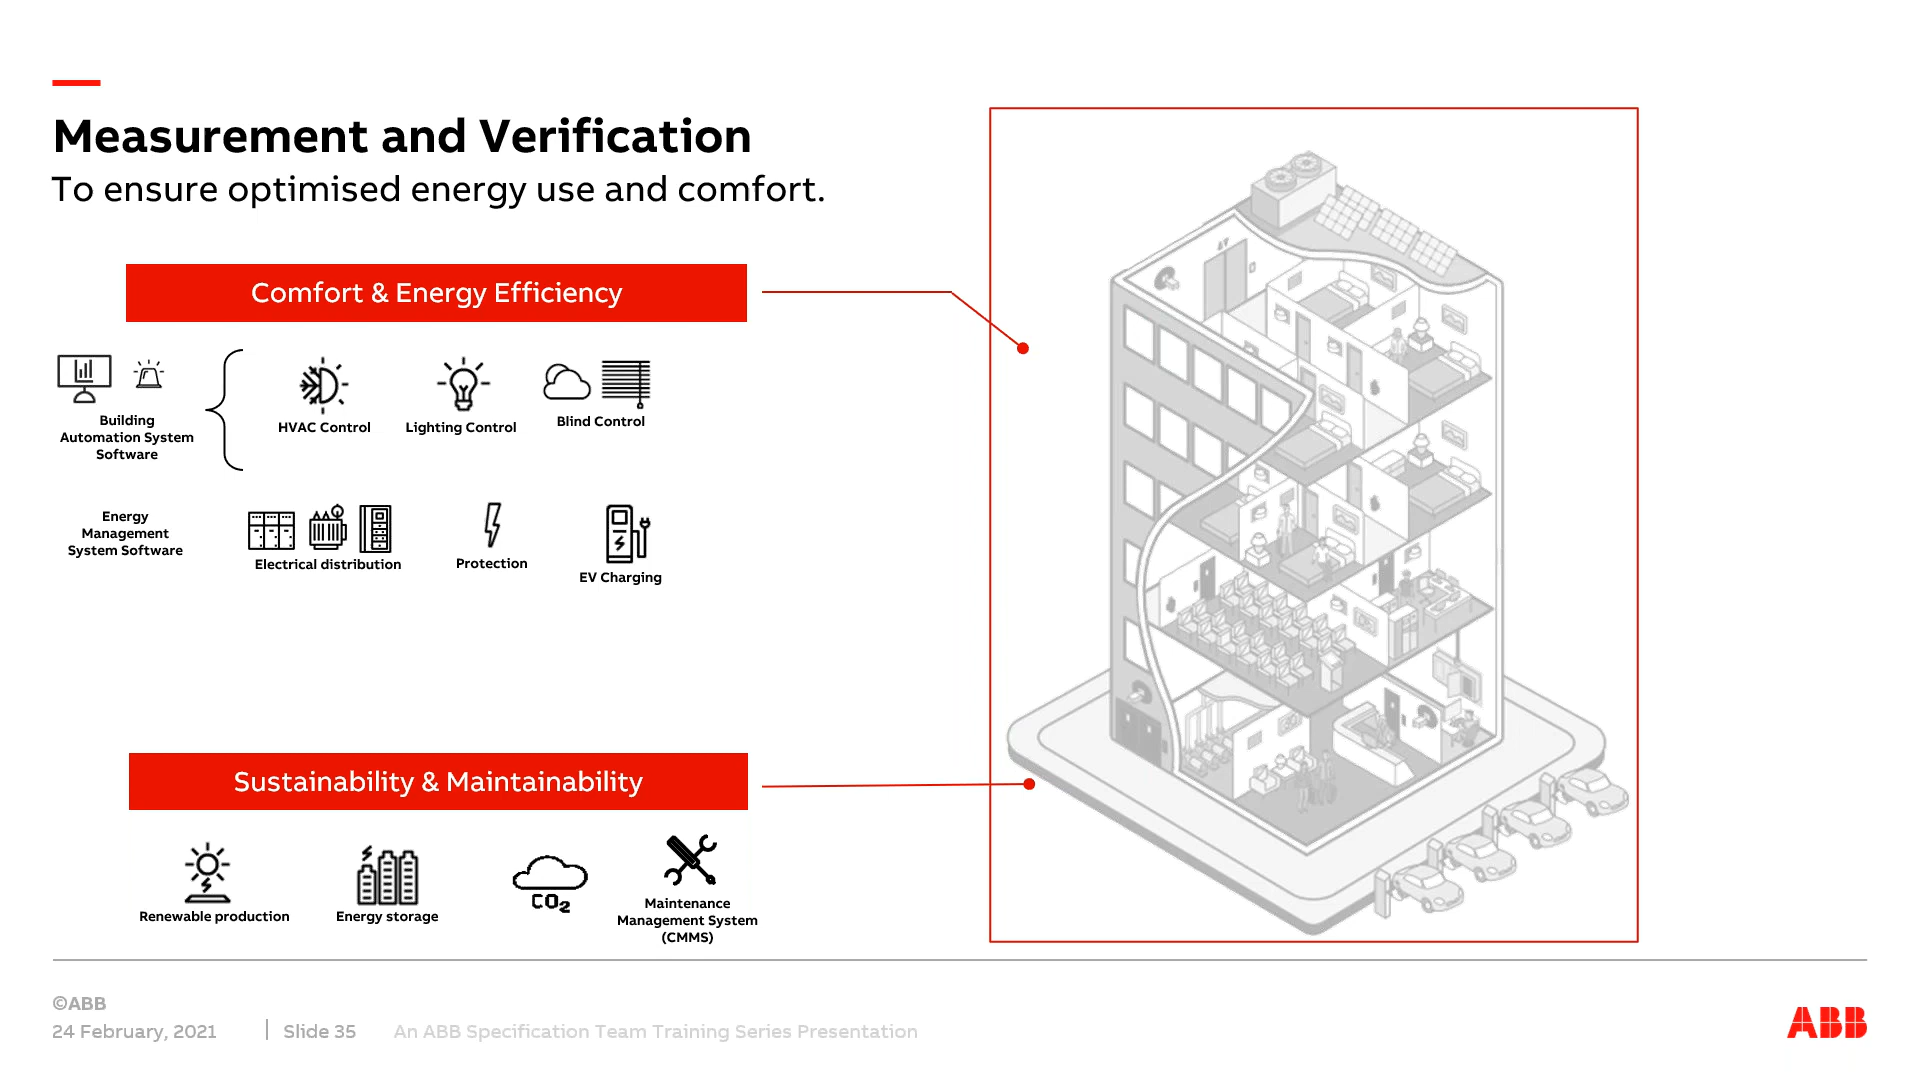 Measurement and Verification
To ensure optimised energy use and comfort.
Comfort & Energy Efficiency
Building
Automation System
Software
HVAC Control
Lighting Control
Blind Control
Energy
Management
System Software
Electrical distribution
Protection
EV Charging
Sustainability & Maintainability
Renewable production
Energy storage
CO2
Maintenance
Management System
(CMMS)
©ABB
24 February, 2021
Slide 35
An ABB Specification Team Training Series Presentation
ABB